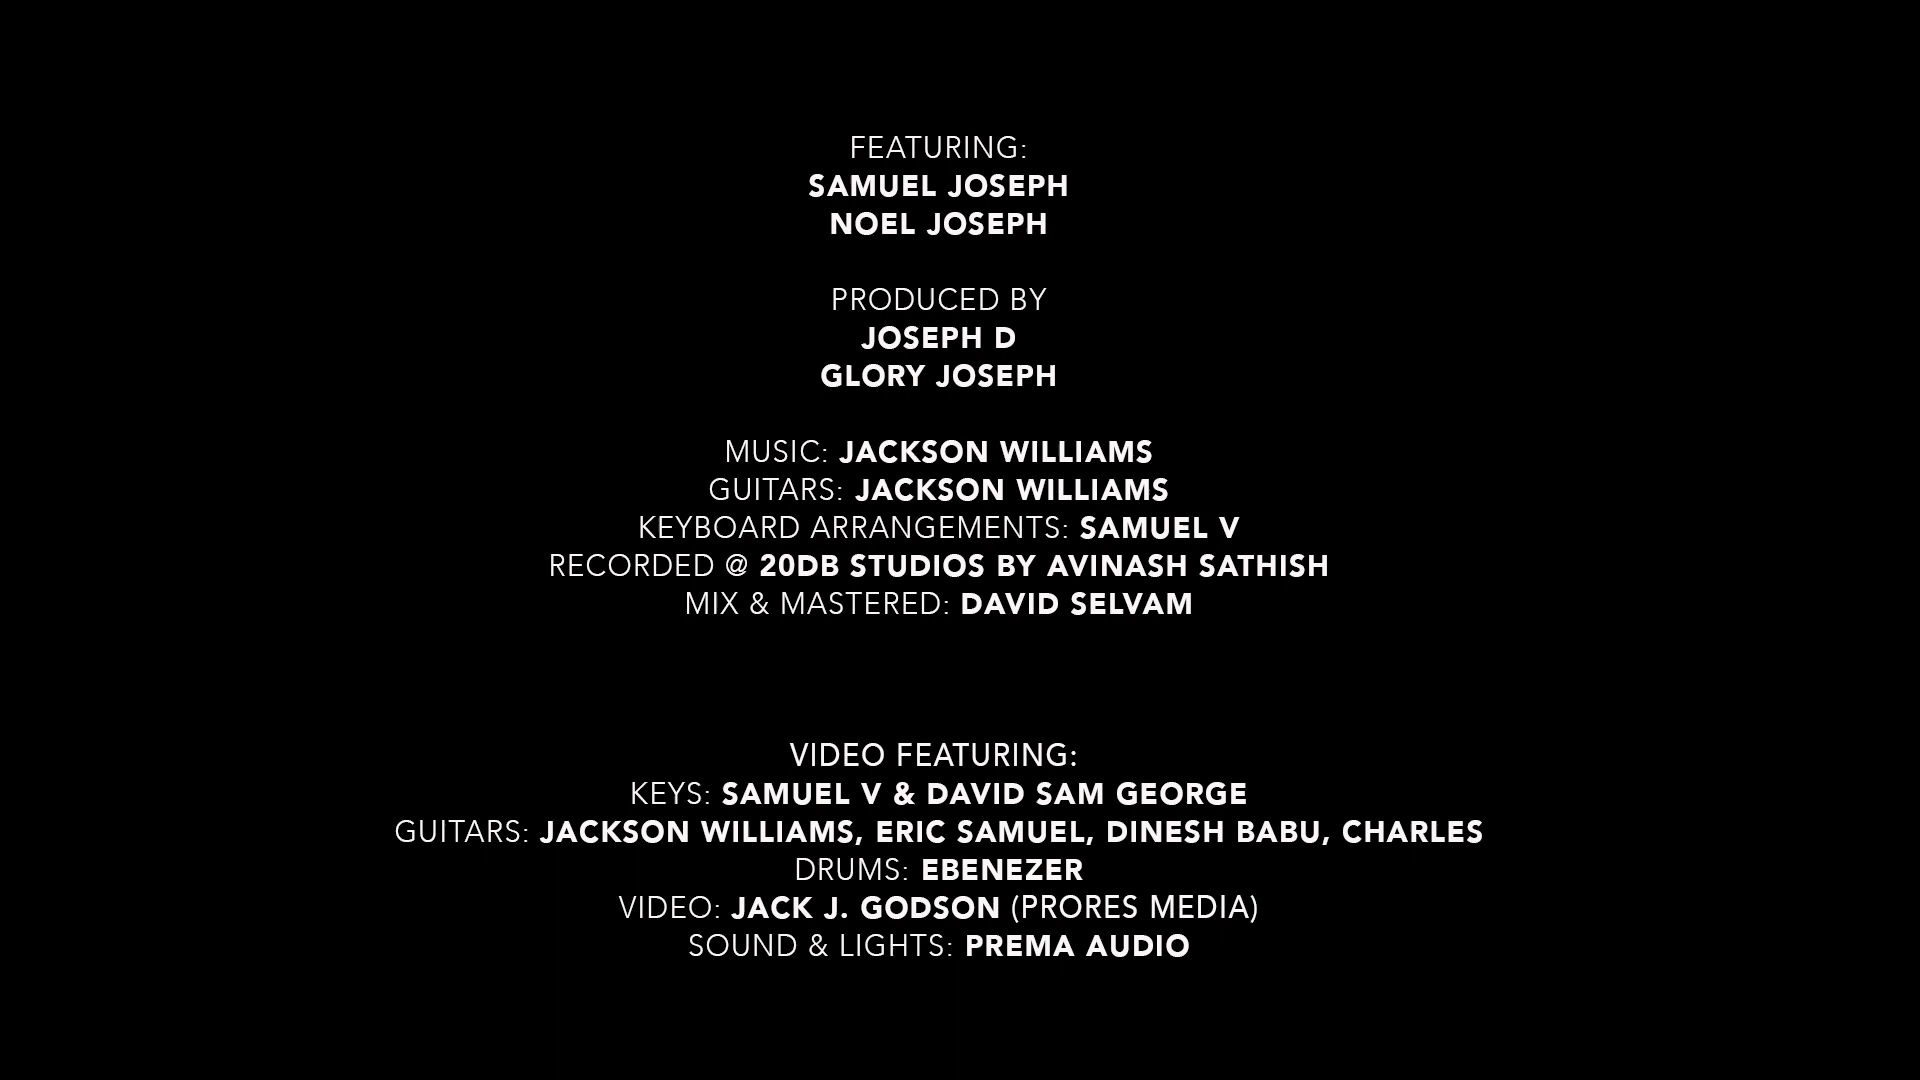 FEATURING:
SAMUEL JOSEPH
NOEL JOSEPH
PRODUCED BY
JOSEPH D
GLORY JOSEPH
MUSIC: JACKSON WILLIAMS
GUITARS: JACKSON WILLIAMS
KEYBOARD ARRANGEMENTS: SAMUEL V
RECORDED @ 20DB STUDIOS BY AVINASH SATHISH
MIX & MASTERED: DAVID SELVAM
VIDEO FEATURING:
KEYS: SAMUEL V & DAVID SAM GEORGE
GUITARS: JACKSON WILLIAMS, ERIC SAMUEL, DINESH BABU, CHARLES
DRUMS: EBENEZER
VIDEO: JACK J. GODSON (PRORES MEDIA)
SOUND & LIGHTS: PREMA AUDIO